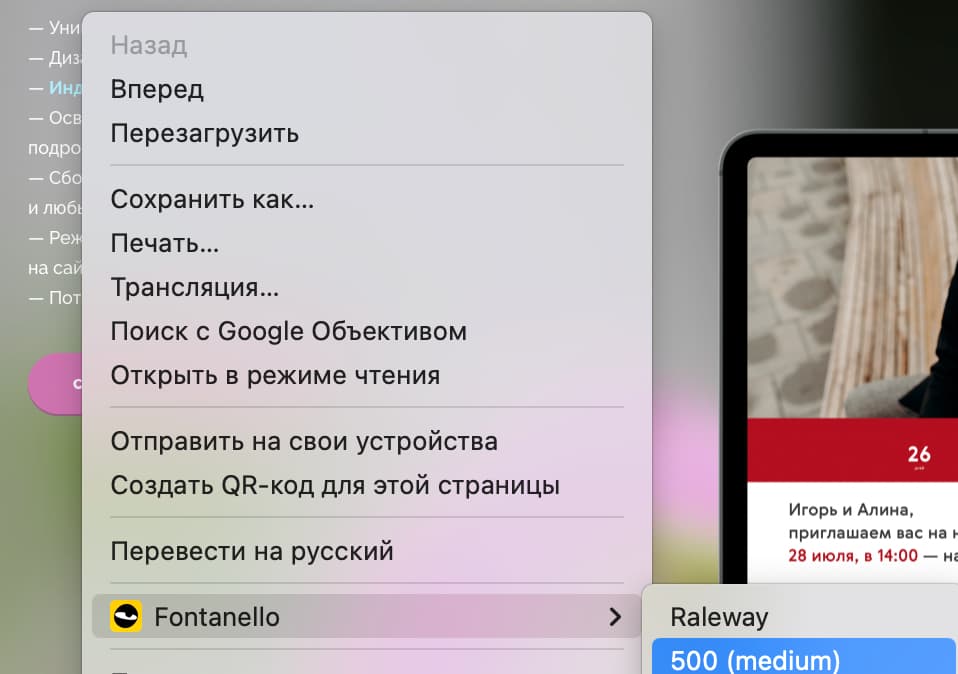 — Уни
— Диз
— Инд
— Осв
подро
— Сбо
и любы
— Реж
на сай
— Пот
с
Назад
Вперед
Перезагрузить
Сохранить как...
Печать...
Трансляция...
Поиск с Google Объективом
Открыть в режиме чтения
Отправить на свои устройства
Создать QR-код для этой страницы
Перевести на русский
Fontanello
Raleway
500 (medium)
26
Игорь и Алина,
приглашаем вас на н
28 июля, в 14:00 — на